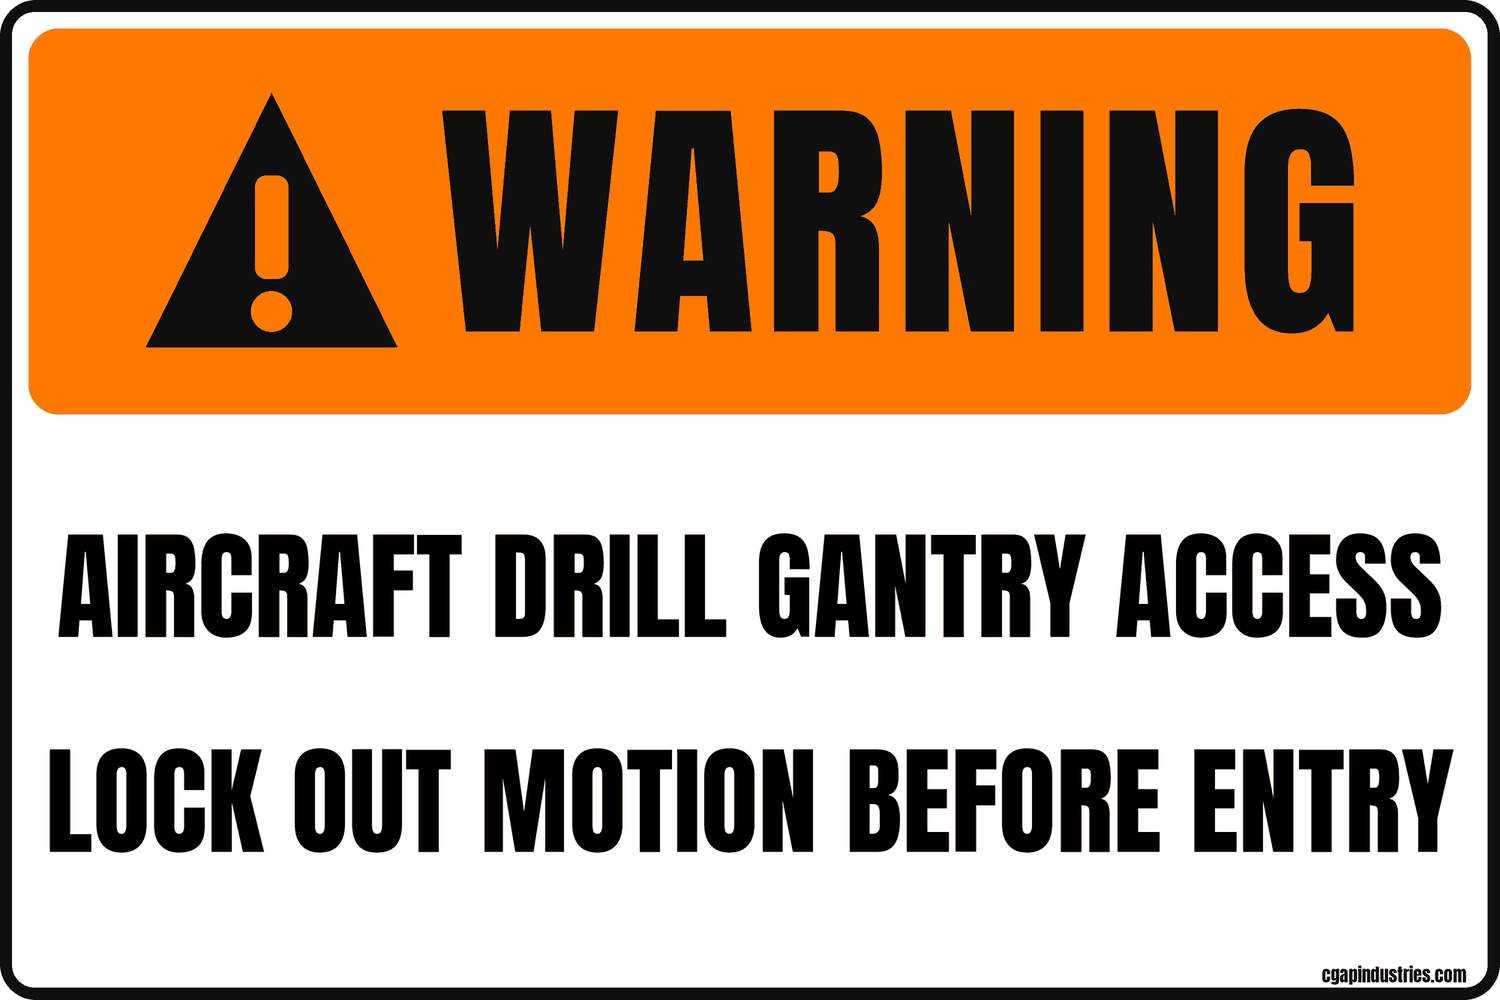 WARNING
AIRCRAFT DRILL GANTRY ACCESS
LOCK OUT MOTION BEFORE ENTRY
cgapindustries.com